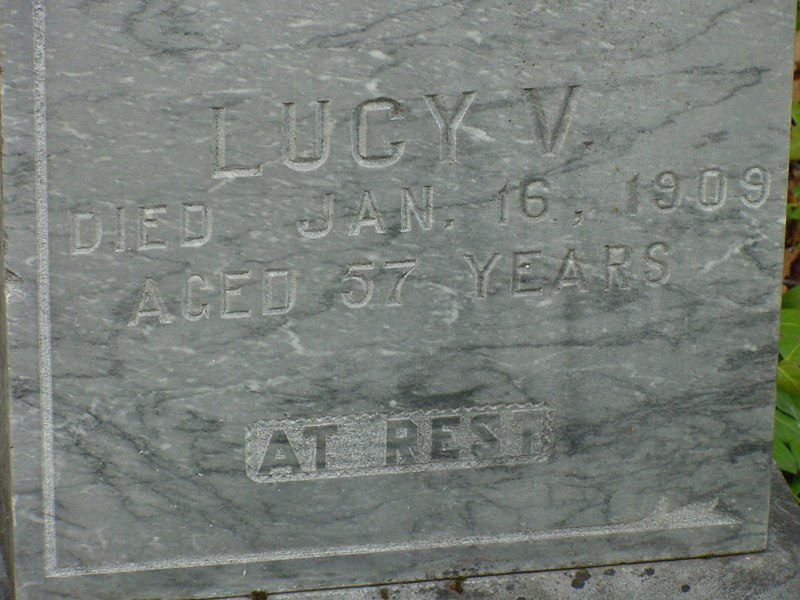 LUCY V.
DIED JAN. 16, 1909
AGED 57 YEARS
AT REST